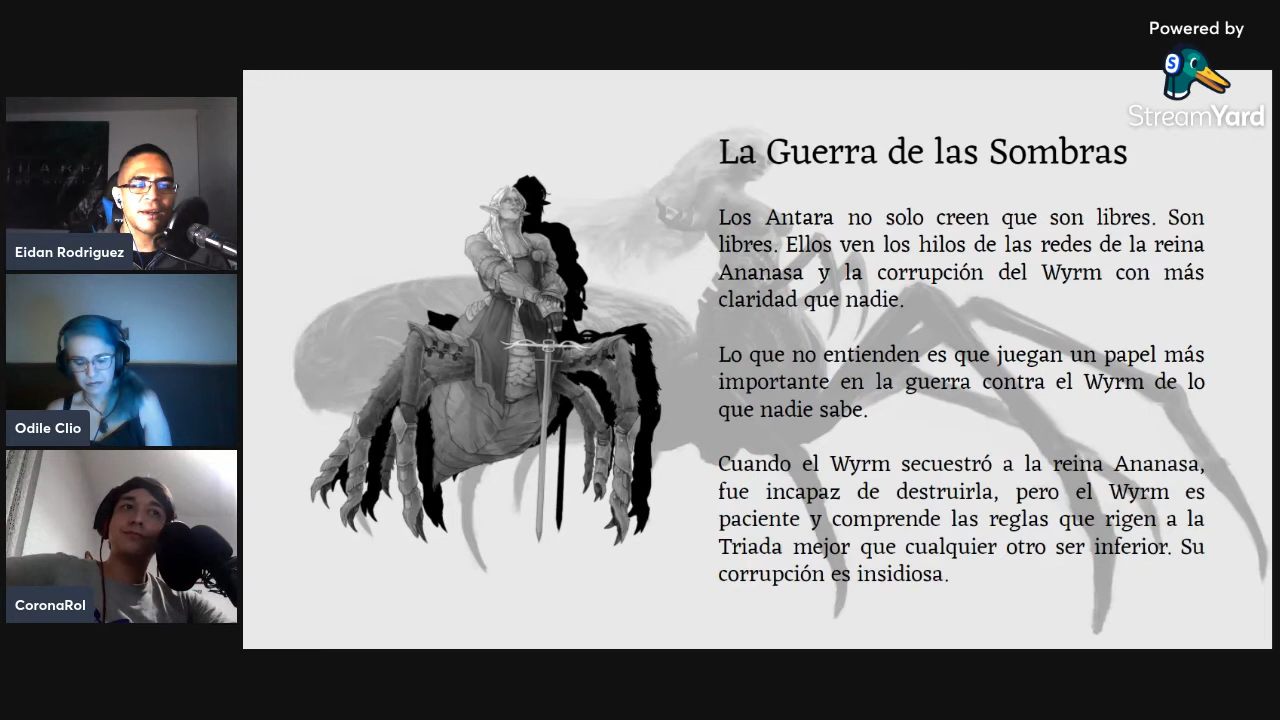 Powered by
S
StreamYard
Eidan Rodriguez
Odile Clio
CoronaRol
La Guerra de las Sombras
Los Antara no solo creen que son libres. Son
libres. Ellos ven los hilos de las redes de la reina
Ananasa y la corrupción del Wyrm con más
claridad que nadie.
Lo que no entienden es que juegan un papel más
importante en la guerra contra el Wyrm de lo
que nadie sabe.
Cuando el Wyrm secuestró a la reina Ananasa,
fue incapaz de destruirla, pero el Wyrm es
paciente y comprende las reglas que rigen a la
Triada mejor que cualquier otro ser inferior. Su
corrupción es insidiosa.